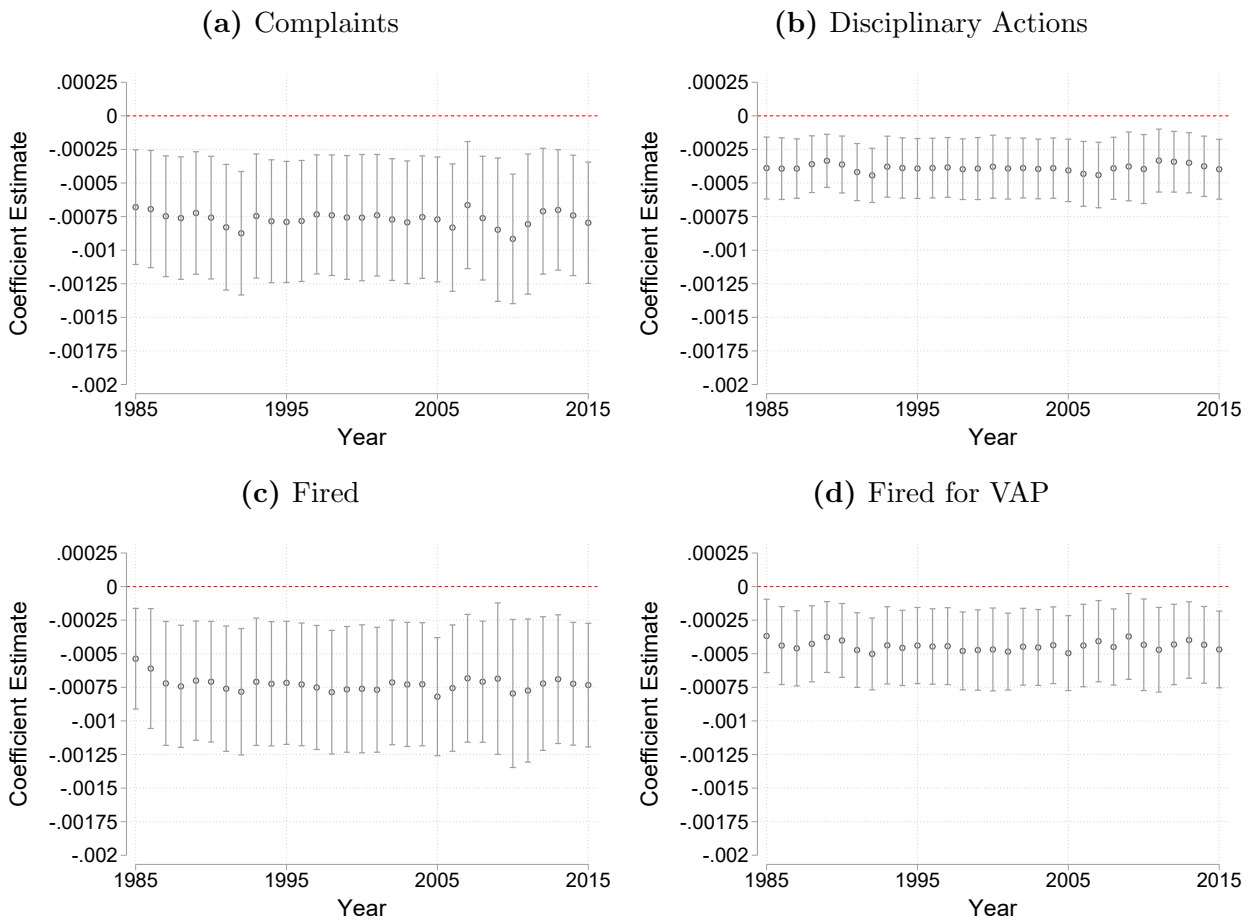 (a) Complaints
.00025
0
-.00025
-.0005
-.00075
-.001
-.00125
-.0015
-.00175
-.002
Coefficient Estimate
1985 1995 2005 2015
Year
(b) Disciplinary Actions
.00025
0
-.00025
-.0005
-.00075
-.001
-.00125
-.0015
-.00175
-.002
Coefficient Estimate
1985 1995 2005 2015
Year
(c) Fired
.00025
0
-.00025
-.0005
-.00075
-.001
-.00125
-.0015
-.00175
-.002
Coefficient Estimate
1985 1995 2005 2015
Year
(d) Fired for VAP
.00025
0
-.00025
-.0005
-.00075
-.001
-.00125
-.0015
-.00175
-.002
Coefficient Estimate
1985 1995 2005 2015
Year